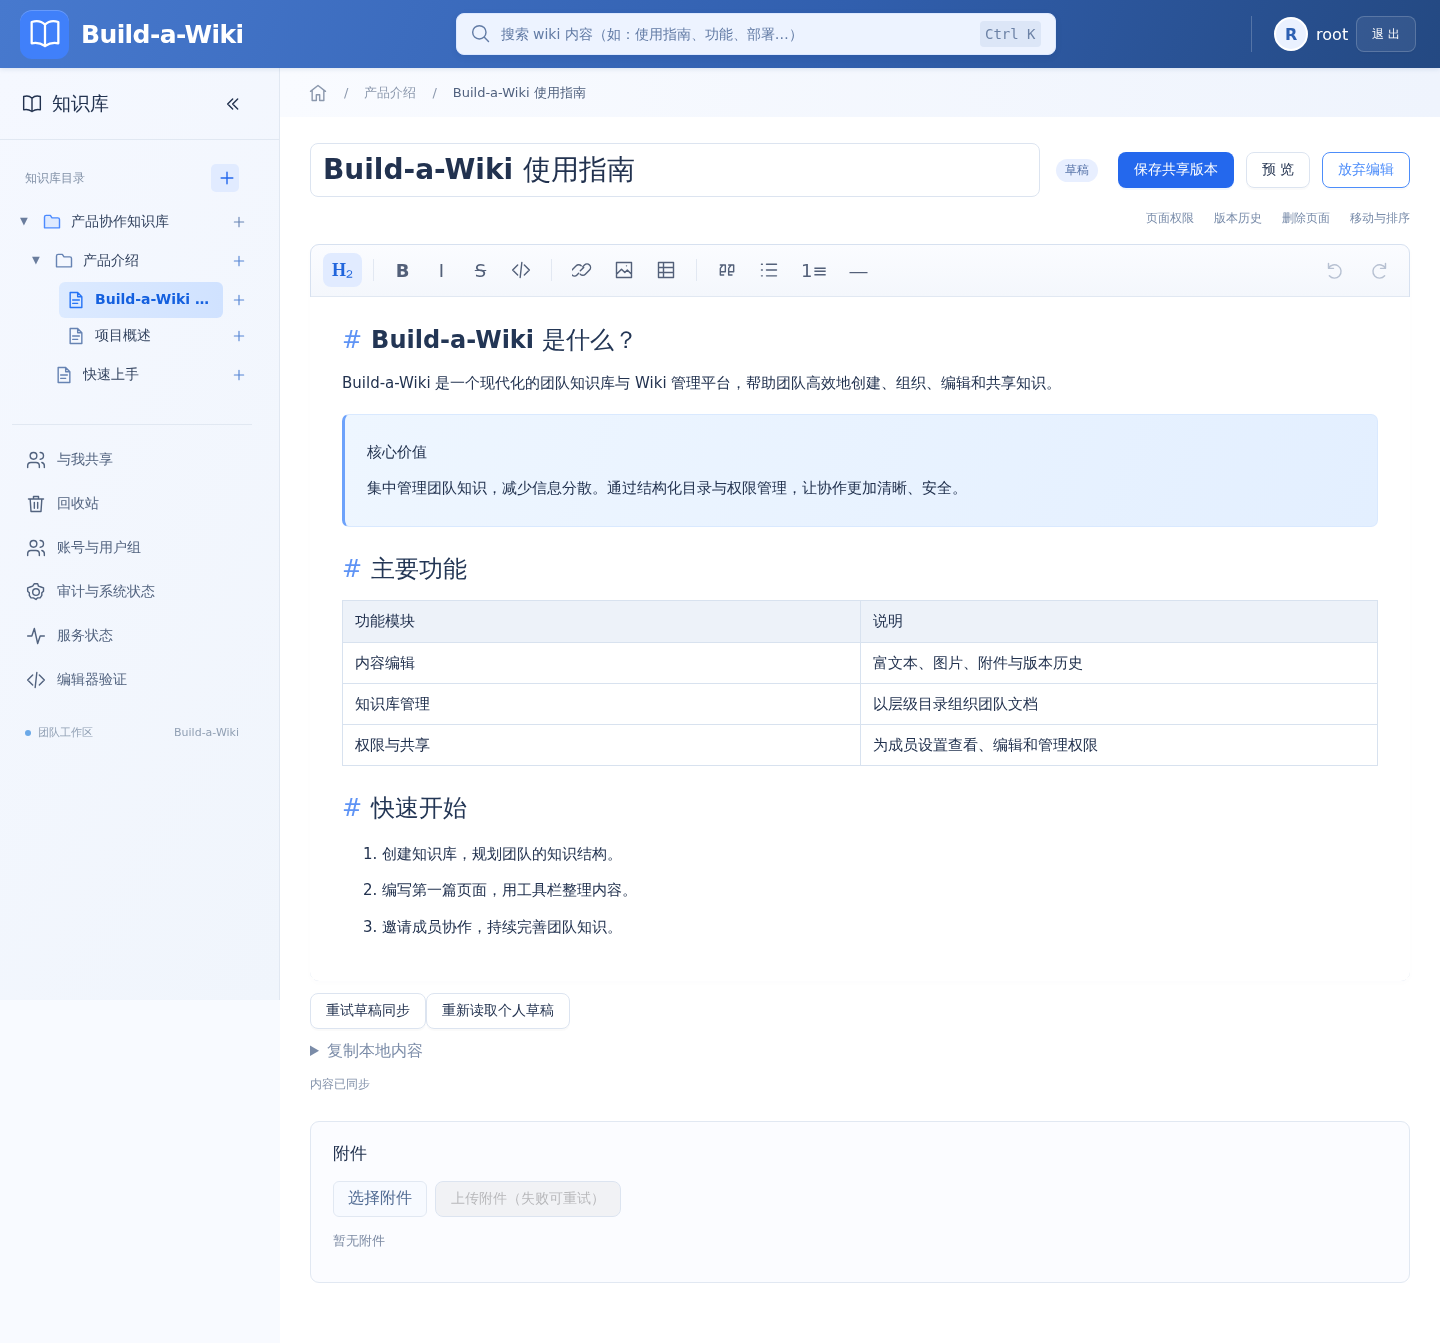 Build-a-Wiki
搜索 wiki 内容（如：使用指南、功能、部署…）
Ctrl K
R
root
退 出
知识库
/ 产品介绍 / Build-a-Wiki 使用指南
知识库目录
产品协作知识库
产品介绍
Build-a-Wiki ...
项目概述
快速上手
与我共享
回收站
账号与用户组
审计与系统状态
服务状态
编辑器验证
团队工作区
Build-a-Wiki
Build-a-Wiki 使用指南
草稿
保存共享版本
预 览
放弃编辑
页面权限
版本历史
删除页面
移动与排序
H₂ B I S 1≡ —
# Build-a-Wiki 是什么？
Build-a-Wiki 是一个现代化的团队知识库与 Wiki 管理平台，帮助团队高效地创建、组织、编辑和共享知识。
核心价值
集中管理团队知识，减少信息分散。通过结构化目录与权限管理，让协作更加清晰、安全。
# 主要功能
功能模块 说明
内容编辑 富文本、图片、附件与版本历史
知识库管理 以层级目录组织团队文档
权限与共享 为成员设置查看、编辑和管理权限
# 快速开始
1. 创建知识库，规划团队的知识结构。
2. 编写第一篇页面，用工具栏整理内容。
3. 邀请成员协作，持续完善团队知识。
重试草稿同步
重新读取个人草稿
复制本地内容
内容已同步
附件
选择附件
上传附件（失败可重试）
暂无附件